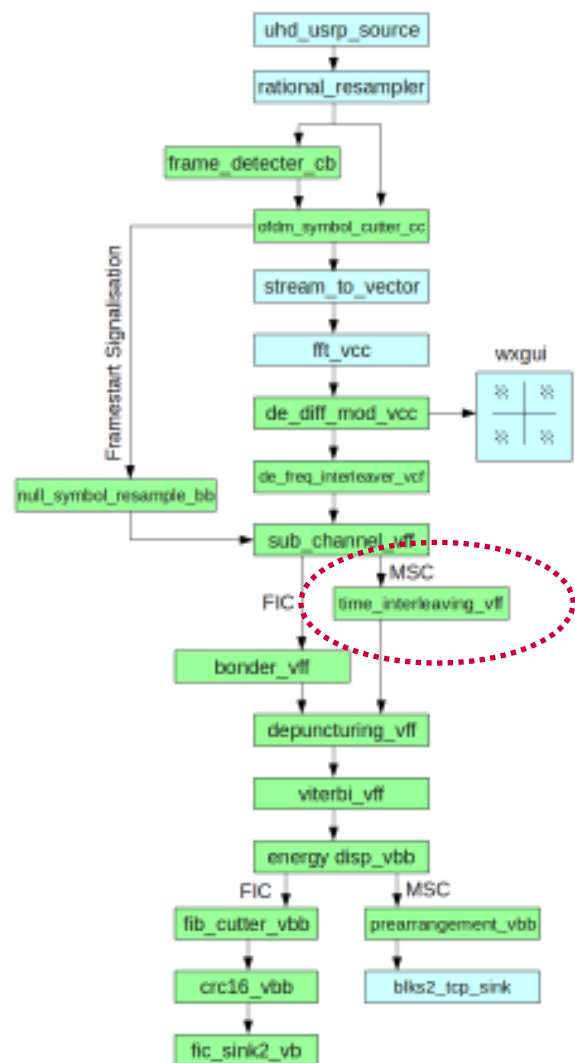 uhd_usrp_source
rational_resampler
frame_detecter_cb
ofdm_symbol_cutter_cc
Framestart Signalisation
stream_to_vector
fft_vcc
wxgui
de_diff_mod_vcc
de_freq_interleaver_vcf
null_symbol_resample_bb
sub_channel_vff
MSC
FIC
time_interleaving_vff
bonder_vff
depuncturing_vff
viterbi_vff
energy disp_vbb
FIC
MSC
fib_cutter_vbb
prearrangement_vbb
crc16_vbb
blks2_tcp_sink
fic_sink2_vb